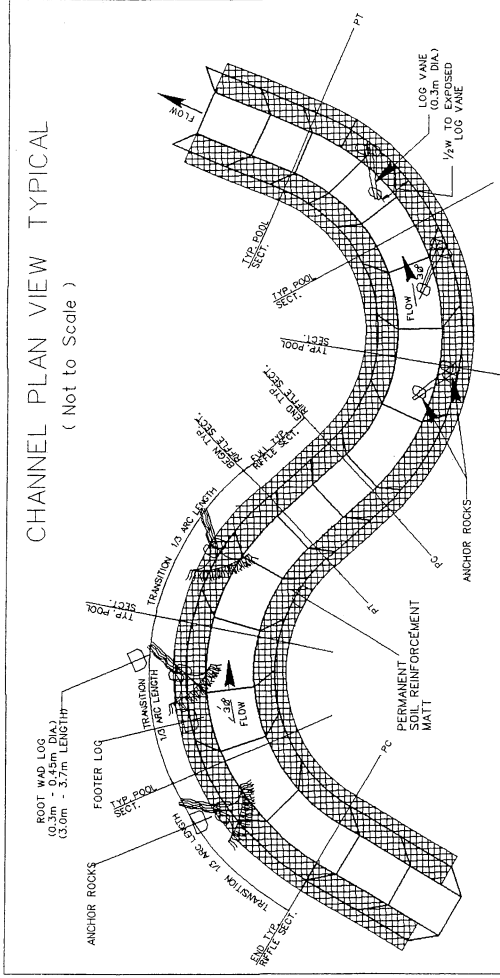 CHANNEL PLAN VIEW TYPICAL
( Not to Scale )
ROOT WAD LOG
(0.3m - 0.45m DIA.)
(3.0m - 3.7m LENGTH)
FOOTER LOG
ANCHOR ROCKS
TYP. POOL
SECT.
TRANSITION 1/3 ARC LENGTH
END TYP.
RIFFLE SECT.
TRANSITION
1/3 ARC LENGTH
TYP. POOL
SECT.
TRANSITION 1/3 ARC LENGTH
BEGIN TYP.
RIFFLE SECT.
FULL TYP.
RIFFLE SECT.
END TYP.
RIFFLE SECT.
TYP. POOL
SECT.
TYP. POOL
SECT.
TYP. POOL
SECT.
FLOW
PT
LOG VANE
(0.3m DIA.)
1/2W TO EXPOSED
LOG VANE
FLOW
FLOW
ANCHOR ROCKS
PC
PT
PERMANENT
SOIL REINFORCEMENT
MATT
PC